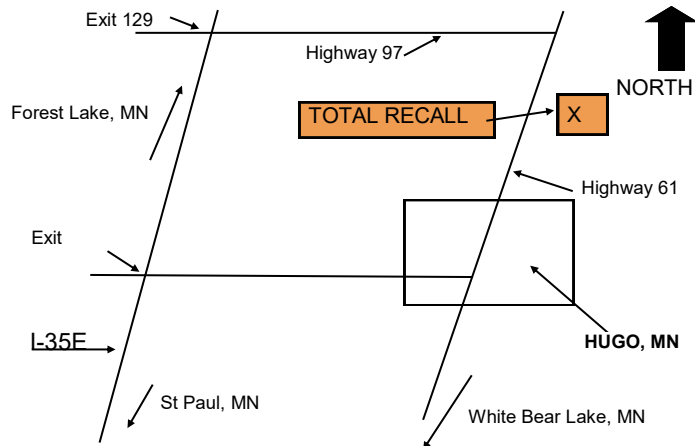 Exit 129
Highway 97
NORTH
Forest Lake, MN
TOTAL RECALL
X
Highway 61
Exit
I-35E
HUGO, MN
St Paul, MN
White Bear Lake, MN